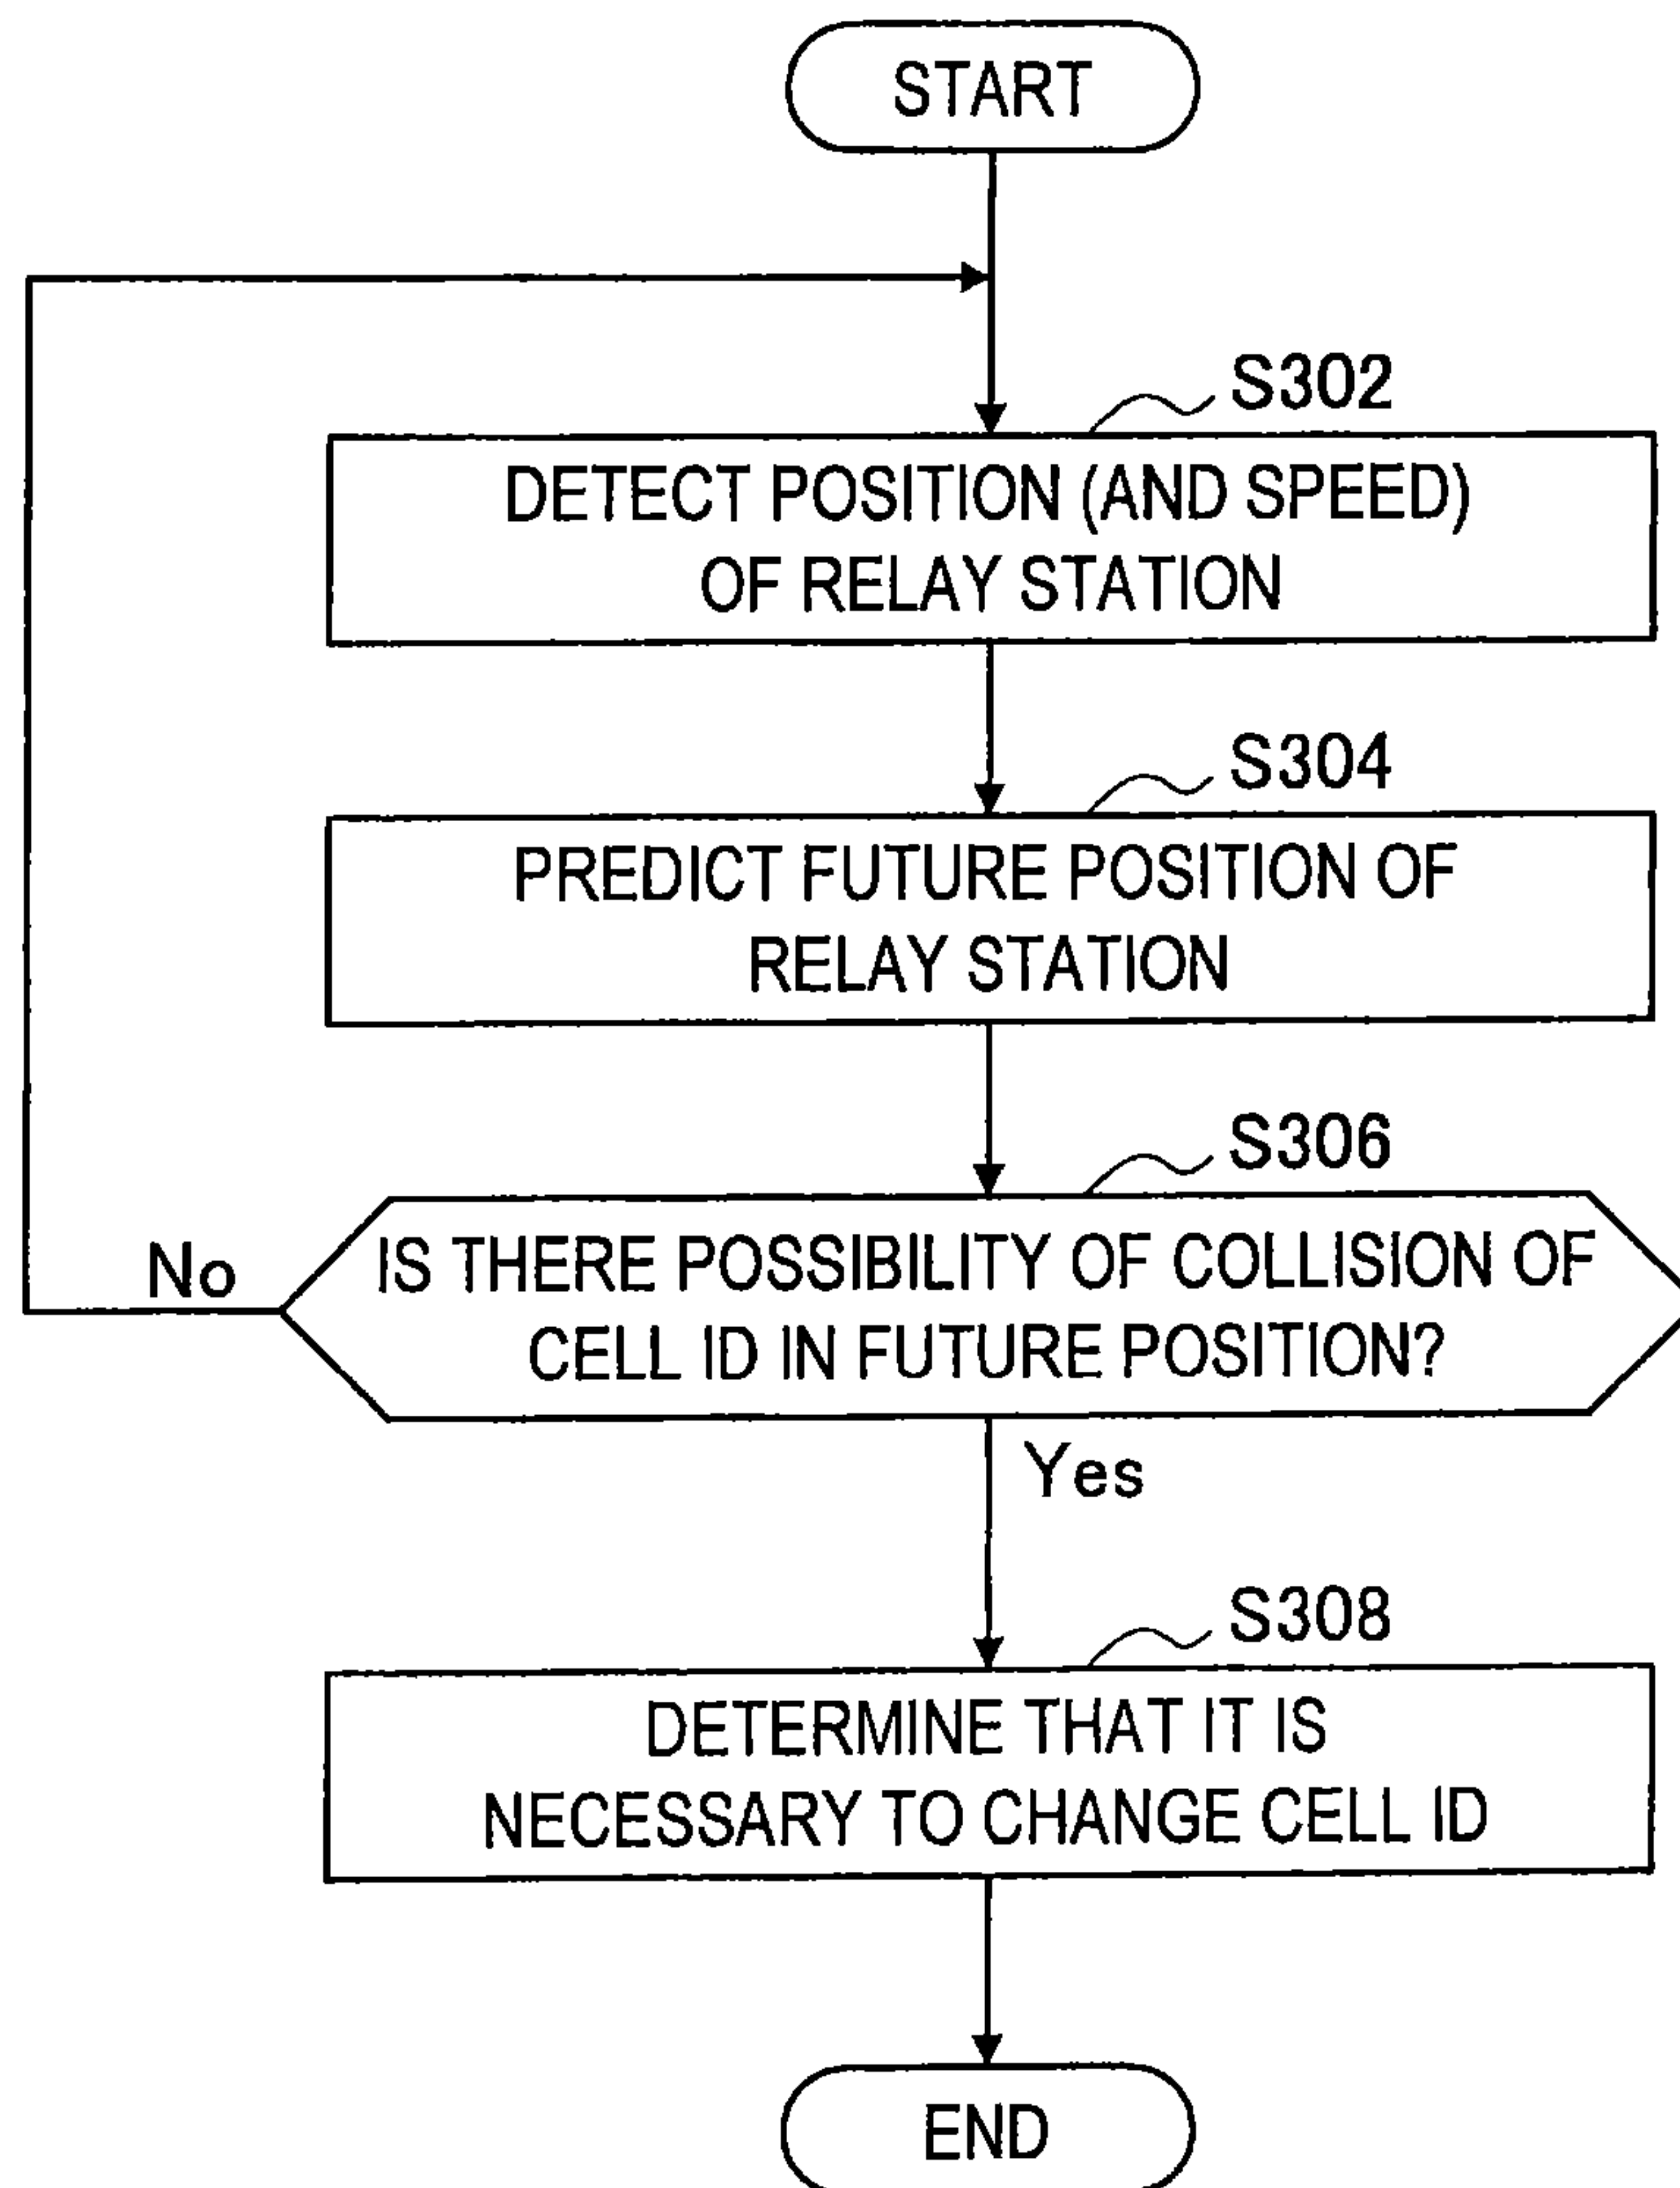 START
S302
DETECT POSITION (AND SPEED)
OF RELAY STATION
S304
PREDICT FUTURE POSITION OF
RELAY STATION
S306
No
IS THERE POSSIBILITY OF COLLISION OF
CELL ID IN FUTURE POSITION?
Yes
S308
DETERMINE THAT IT IS
NECESSARY TO CHANGE CELL ID
END